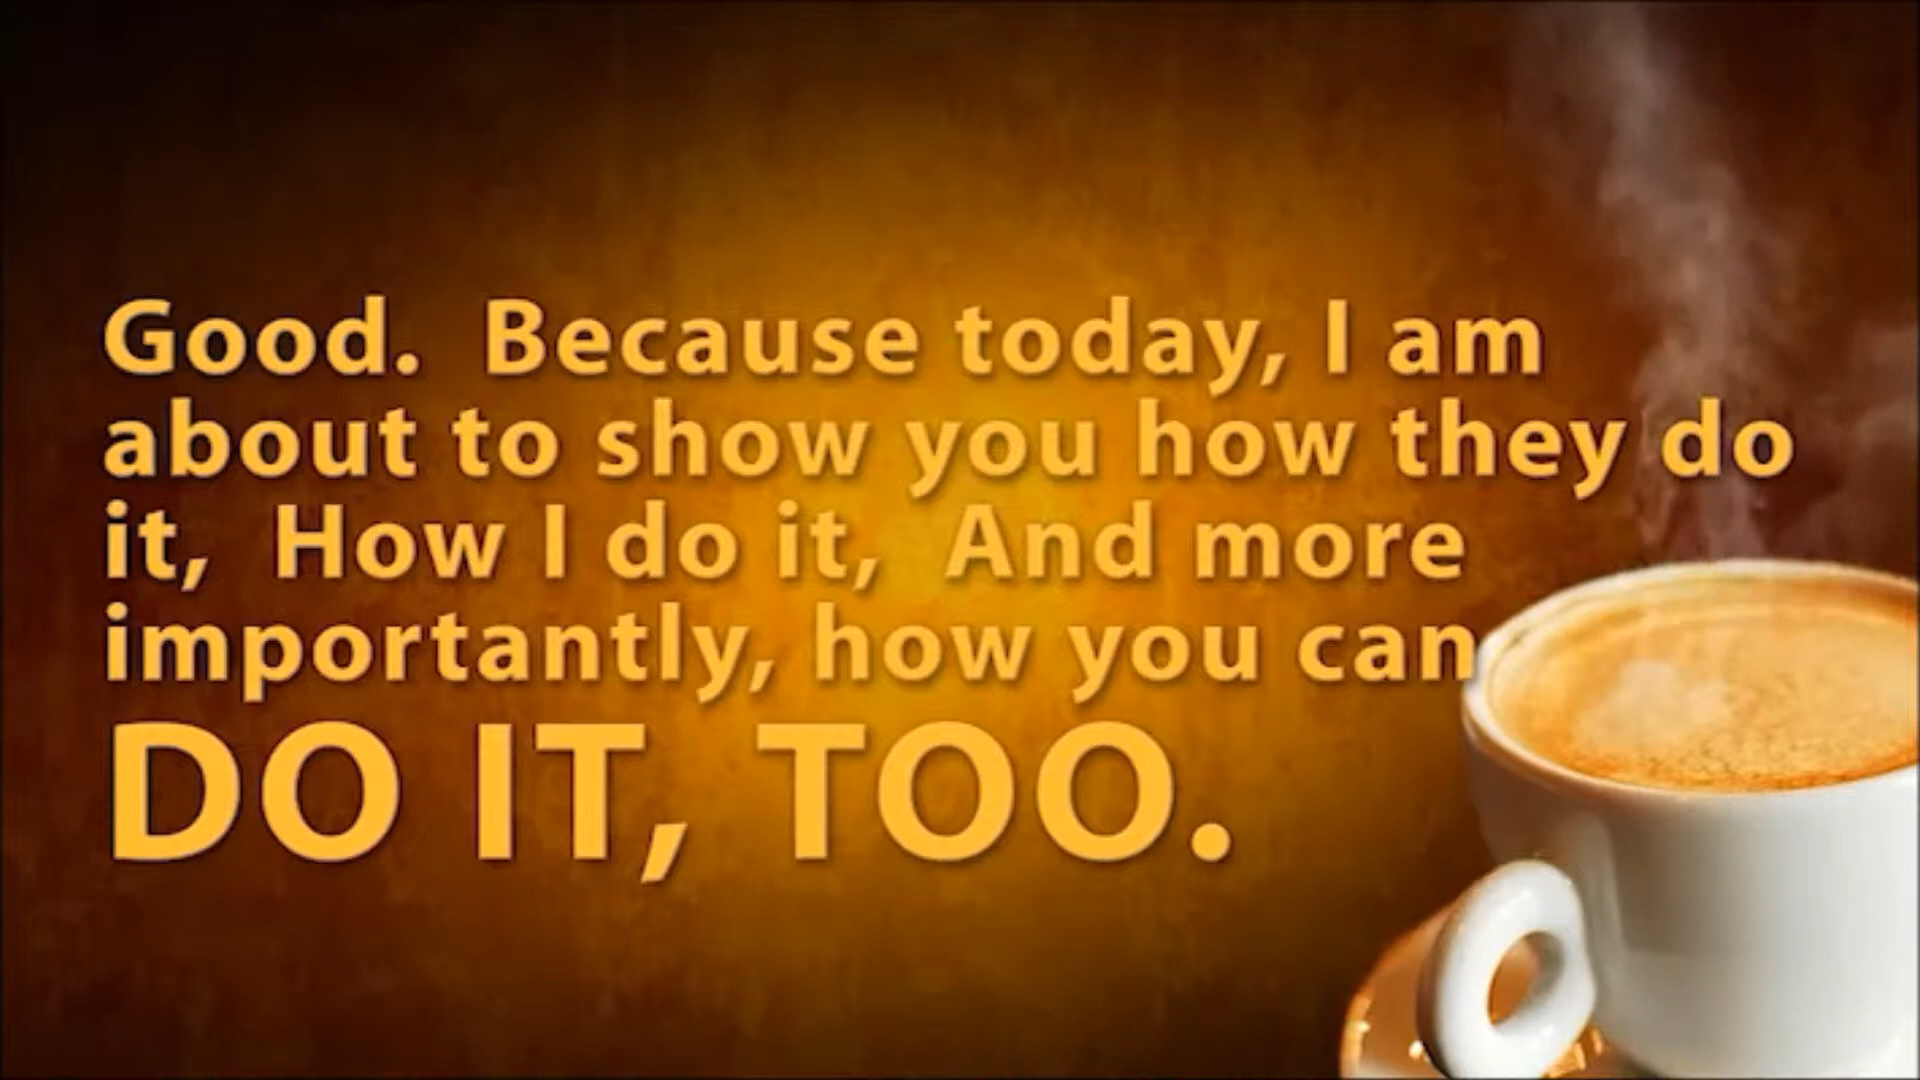 Good.  Because today, I am
about to show you how they do
it,  How I do it,  And more
importantly, how you can
DO IT, TOO.